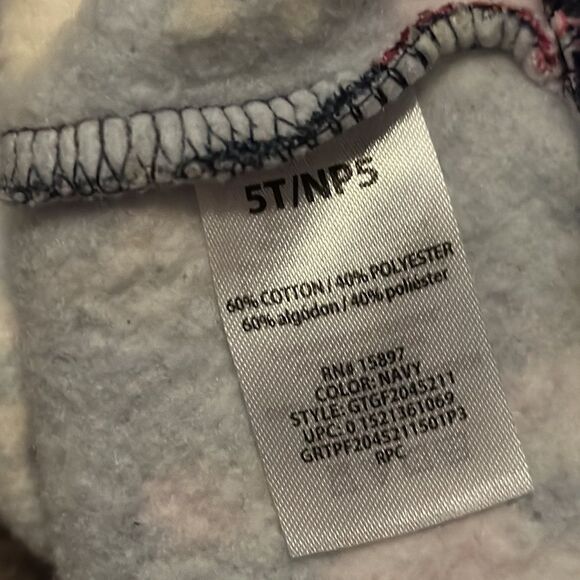 5T/NP5
60% COTTON / 40% POLYESTER
60% algodon / 40% poliester
RN# 15897
COLOR: NAVY
STYLE: GTGF2045211
UPC: 0.1521361069
GRTPF2045211501P3
RPC